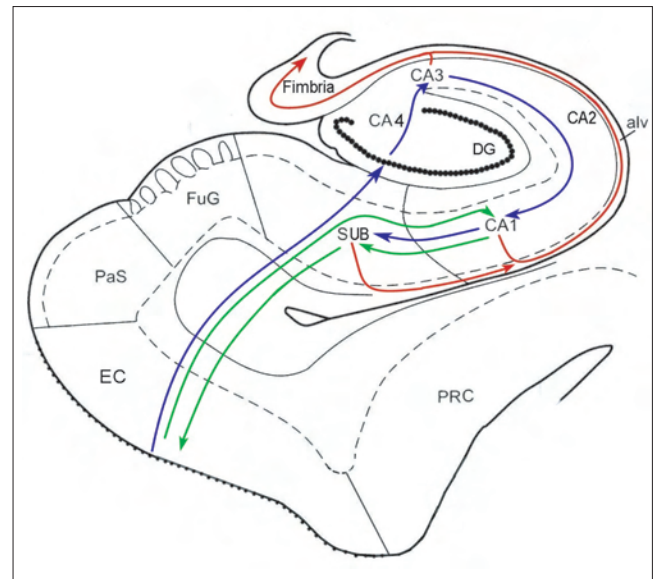 Fimbria
CA3
CA2
alv
CA4
DG
FuG
SUB
CA1
PaS
EC
PRC